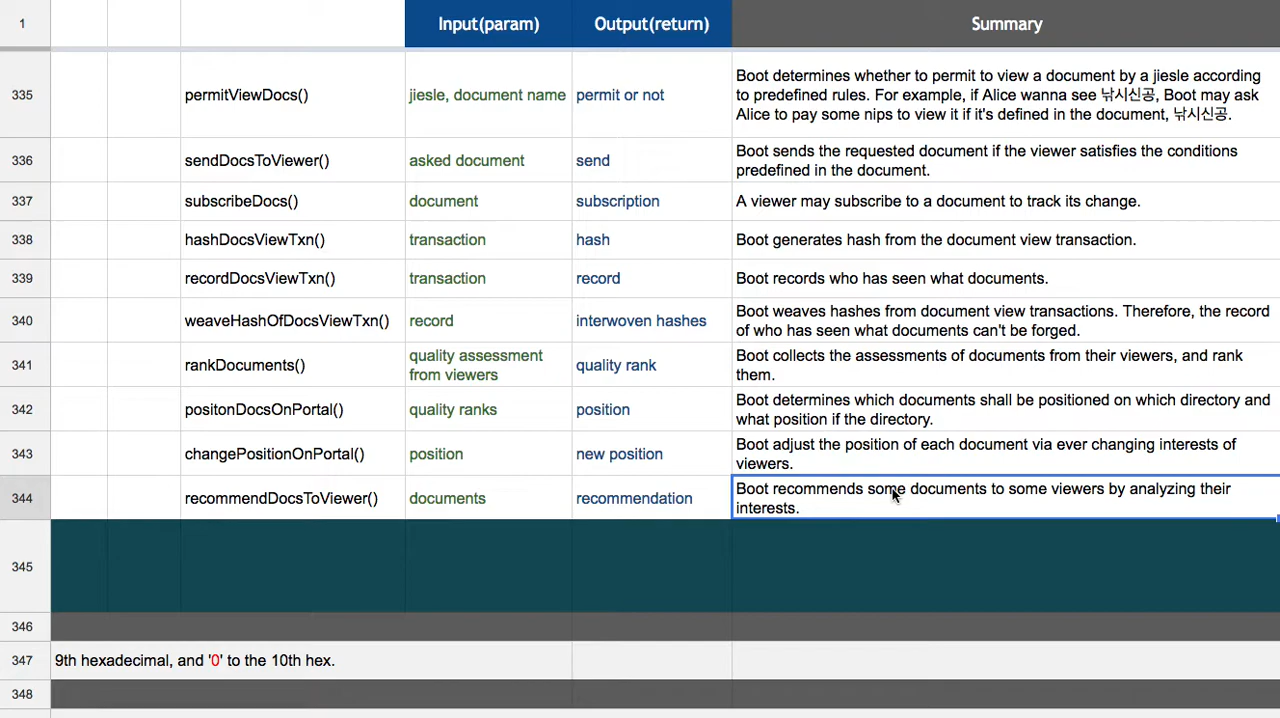 1
Input(param)
Output(return)
Summary
335
permitViewDocs()
jiesle, document name
permit or not
Boot determines whether to permit to view a document by a jiesle according
to predefined rules. For example, if Alice wanna see 낚시신공, Boot may ask
Alice to pay some nips to view it if it's defined in the document, 낚시신공.
336
sendDocsToViewer()
asked document
send
Boot sends the requested document if the viewer satisfies the conditions
predefined in the document.
337
subscribeDocs()
document
subscription
A viewer may subscribe to a document to track its change.
338
hashDocsViewTxn()
transaction
hash
Boot generates hash from the document view transaction.
339
recordDocsViewTxn()
transaction
record
Boot records who has seen what documents.
340
weaveHashOfDocsViewTxn()
record
interwoven hashes
Boot weaves hashes from document view transactions. Therefore, the record
of who has seen what documents can't be forged.
341
rankDocuments()
quality assessment
from viewers
quality rank
Boot collects the assessments of documents from their viewers, and rank
them.
342
positonDocsOnPortal()
quality ranks
position
Boot determines which documents shall be positioned on which directory and
what position if the directory.
343
changePositionOnPortal()
position
new position
Boot adjust the position of each document via ever changing interests of
viewers.
344
recommendDocsToViewer()
documents
recommendation
Boot recommends some documents to some viewers by analyzing their
interests.
345
346
347
9th hexadecimal, and '0' to the 10th hex.
348